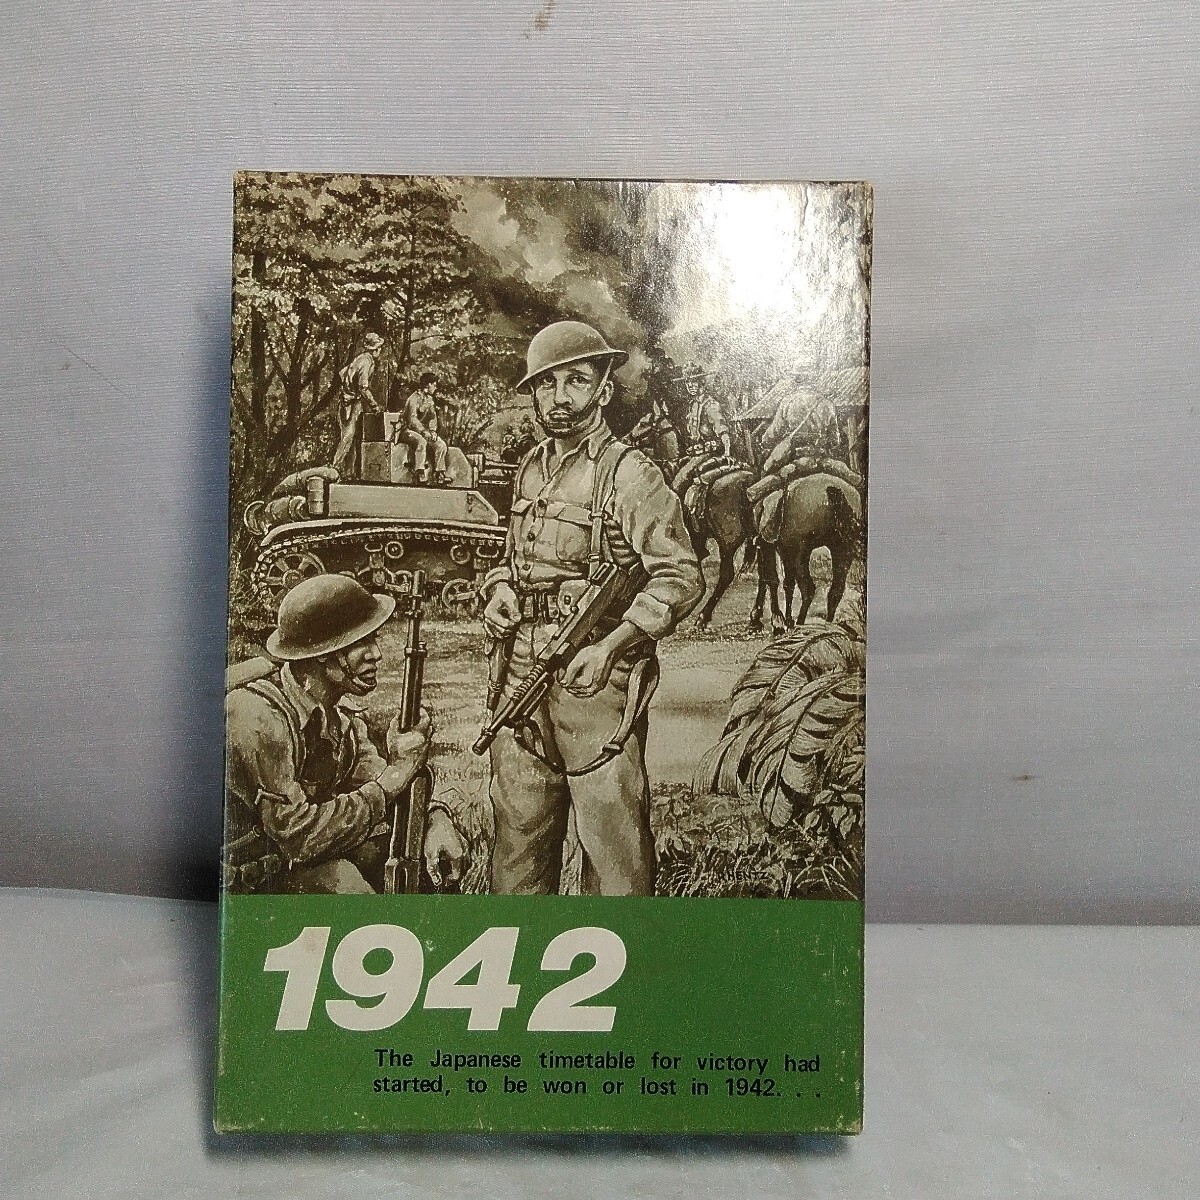 1942
The Japanese timetable for victory had
started, to be won or lost in 1942. . .